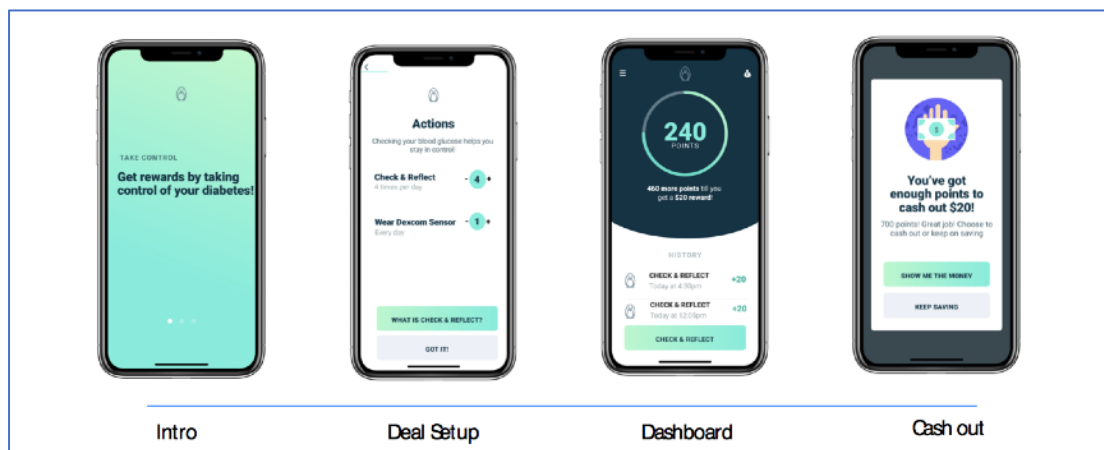 TAKE CONTROL
Get rewards by taking
control of your diabetes!
Actions
Checking your blood glucose helps you
stay in control!
Check & Reflect
4 times per day
- 4 +
Wear Dexcom Sensor
Every day
- 1 +
WHAT IS CHECK & REFLECT?
GOT IT!
240
POINTS
460 more points till you
get a $20 reward!
HISTORY
CHECK & REFLECT
Today at 4:30pm
+20
CHECK & REFLECT
Today at 12:03pm
+20
CHECK & REFLECT
You've got
enough points to
cash out $20!
700 points! Great job! Choose to
cash out or keep on saving
SHOW ME THE MONEY
KEEP SAVING
Intro
Deal Setup
Dashboard
Cash out